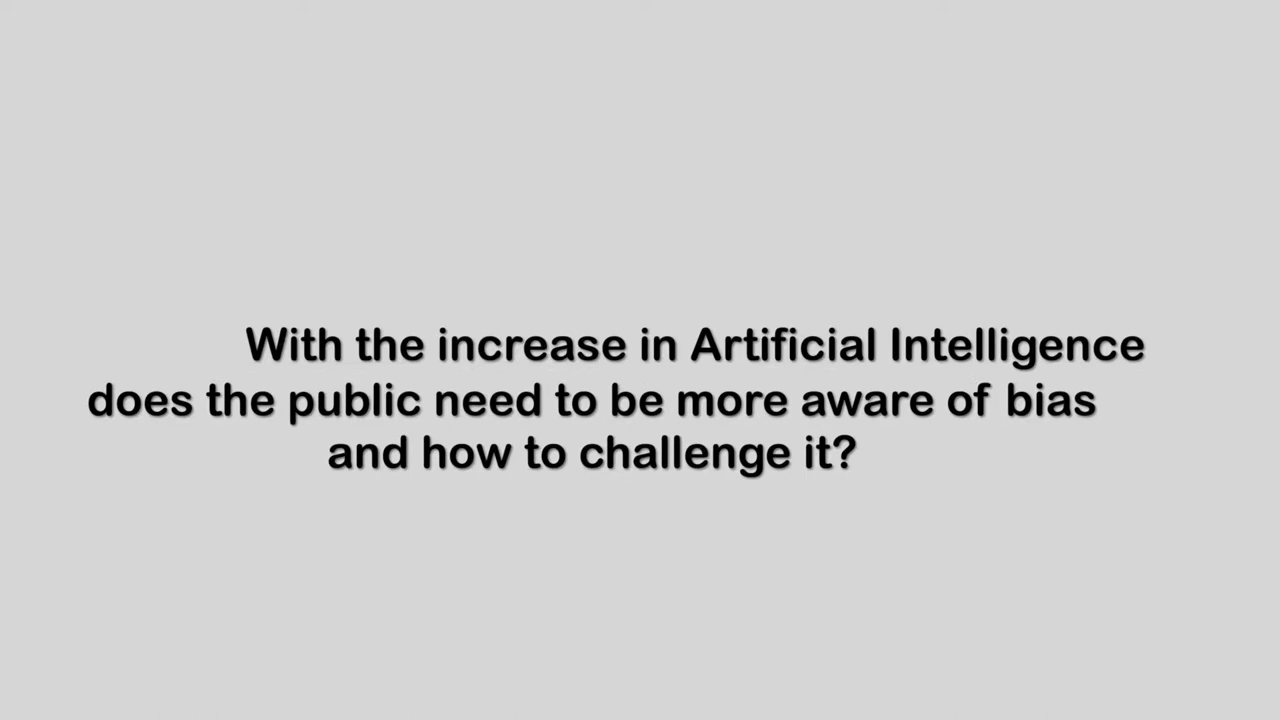 With the increase in Artificial Intelligence
does the public need to be more aware of bias
and how to challenge it?